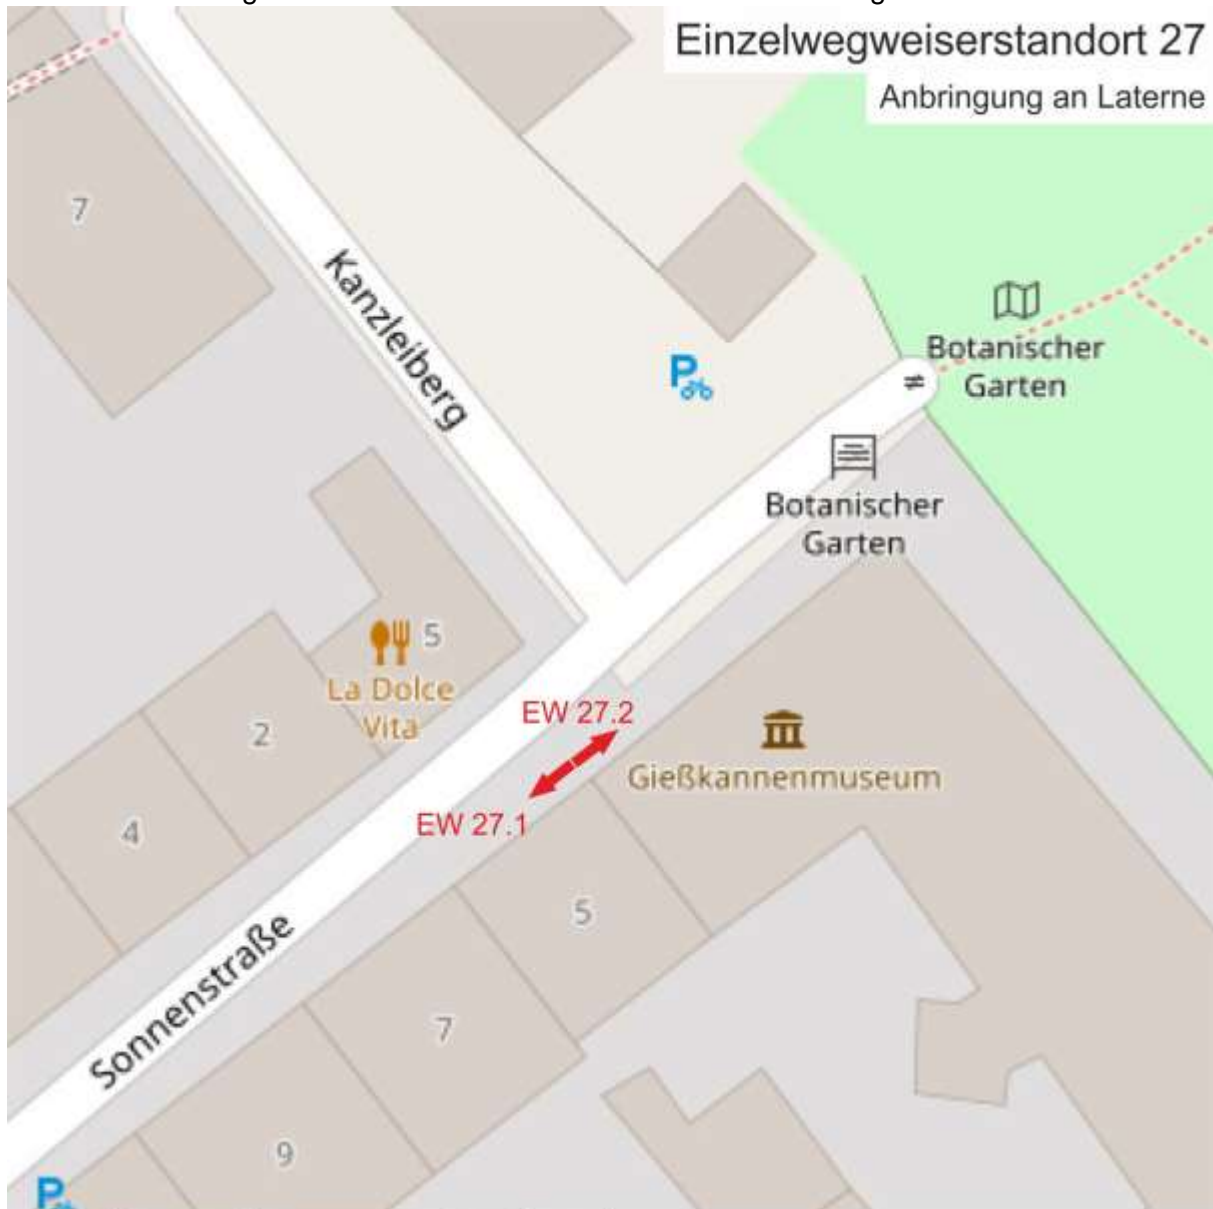 Einzelwegweiserstandort 27
Anbringung an Laterne
7
Kanzleiberg
Botanischer
Garten
P
Botanischer
Garten
5
La Dolce
Vita
2
EW 27.2
Gießkannenmuseum
EW 27.1
4
5
Sonnenstraße
7
9
P